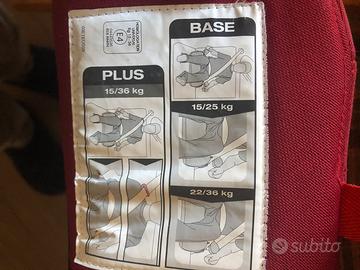 BASE
PLUS
15/36 kg
15/25 kg
22/36 kg
E4
subito